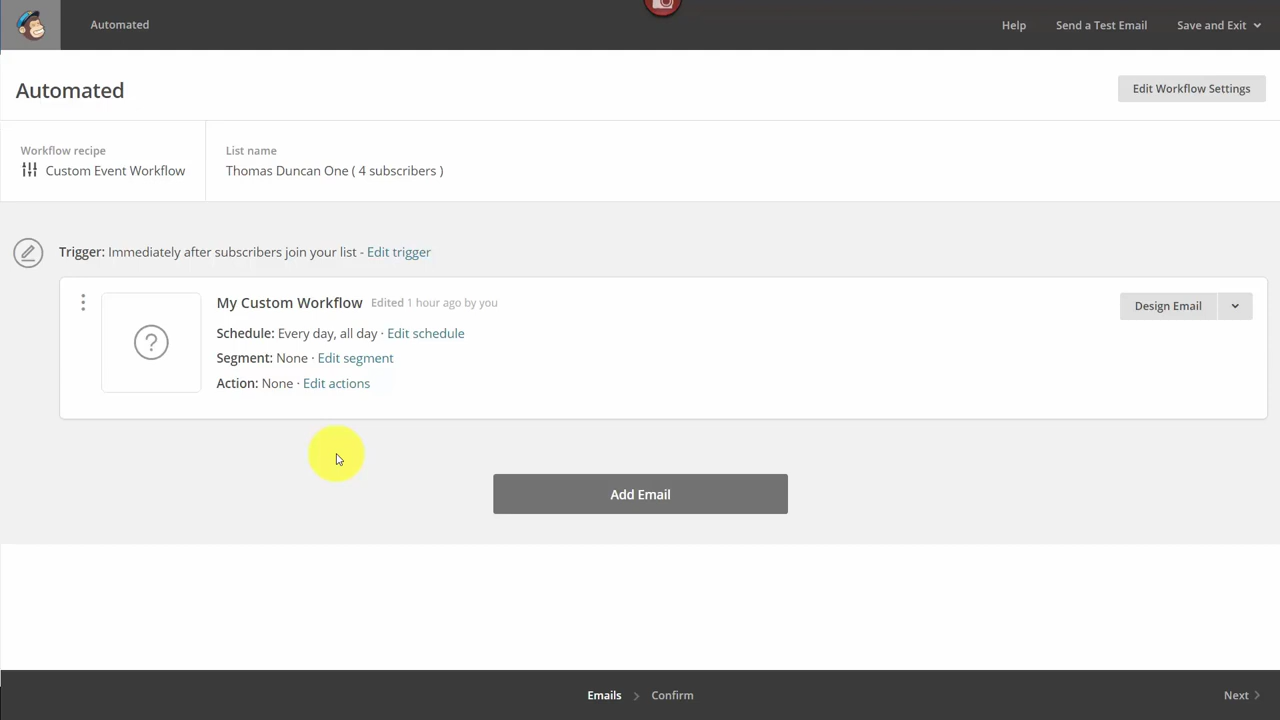 Automated
Help
Send a Test Email
Save and Exit
Automated
Edit Workflow Settings
Workflow recipe
Custom Event Workflow
List name
Thomas Duncan One ( 4 subscribers )
Trigger: Immediately after subscribers join your list - Edit trigger
My Custom Workflow Edited 1 hour ago by you
Design Email
Schedule: Every day, all day · Edit schedule
Segment: None · Edit segment
Action: None · Edit actions
?
Add Email
Emails > Confirm
Next >